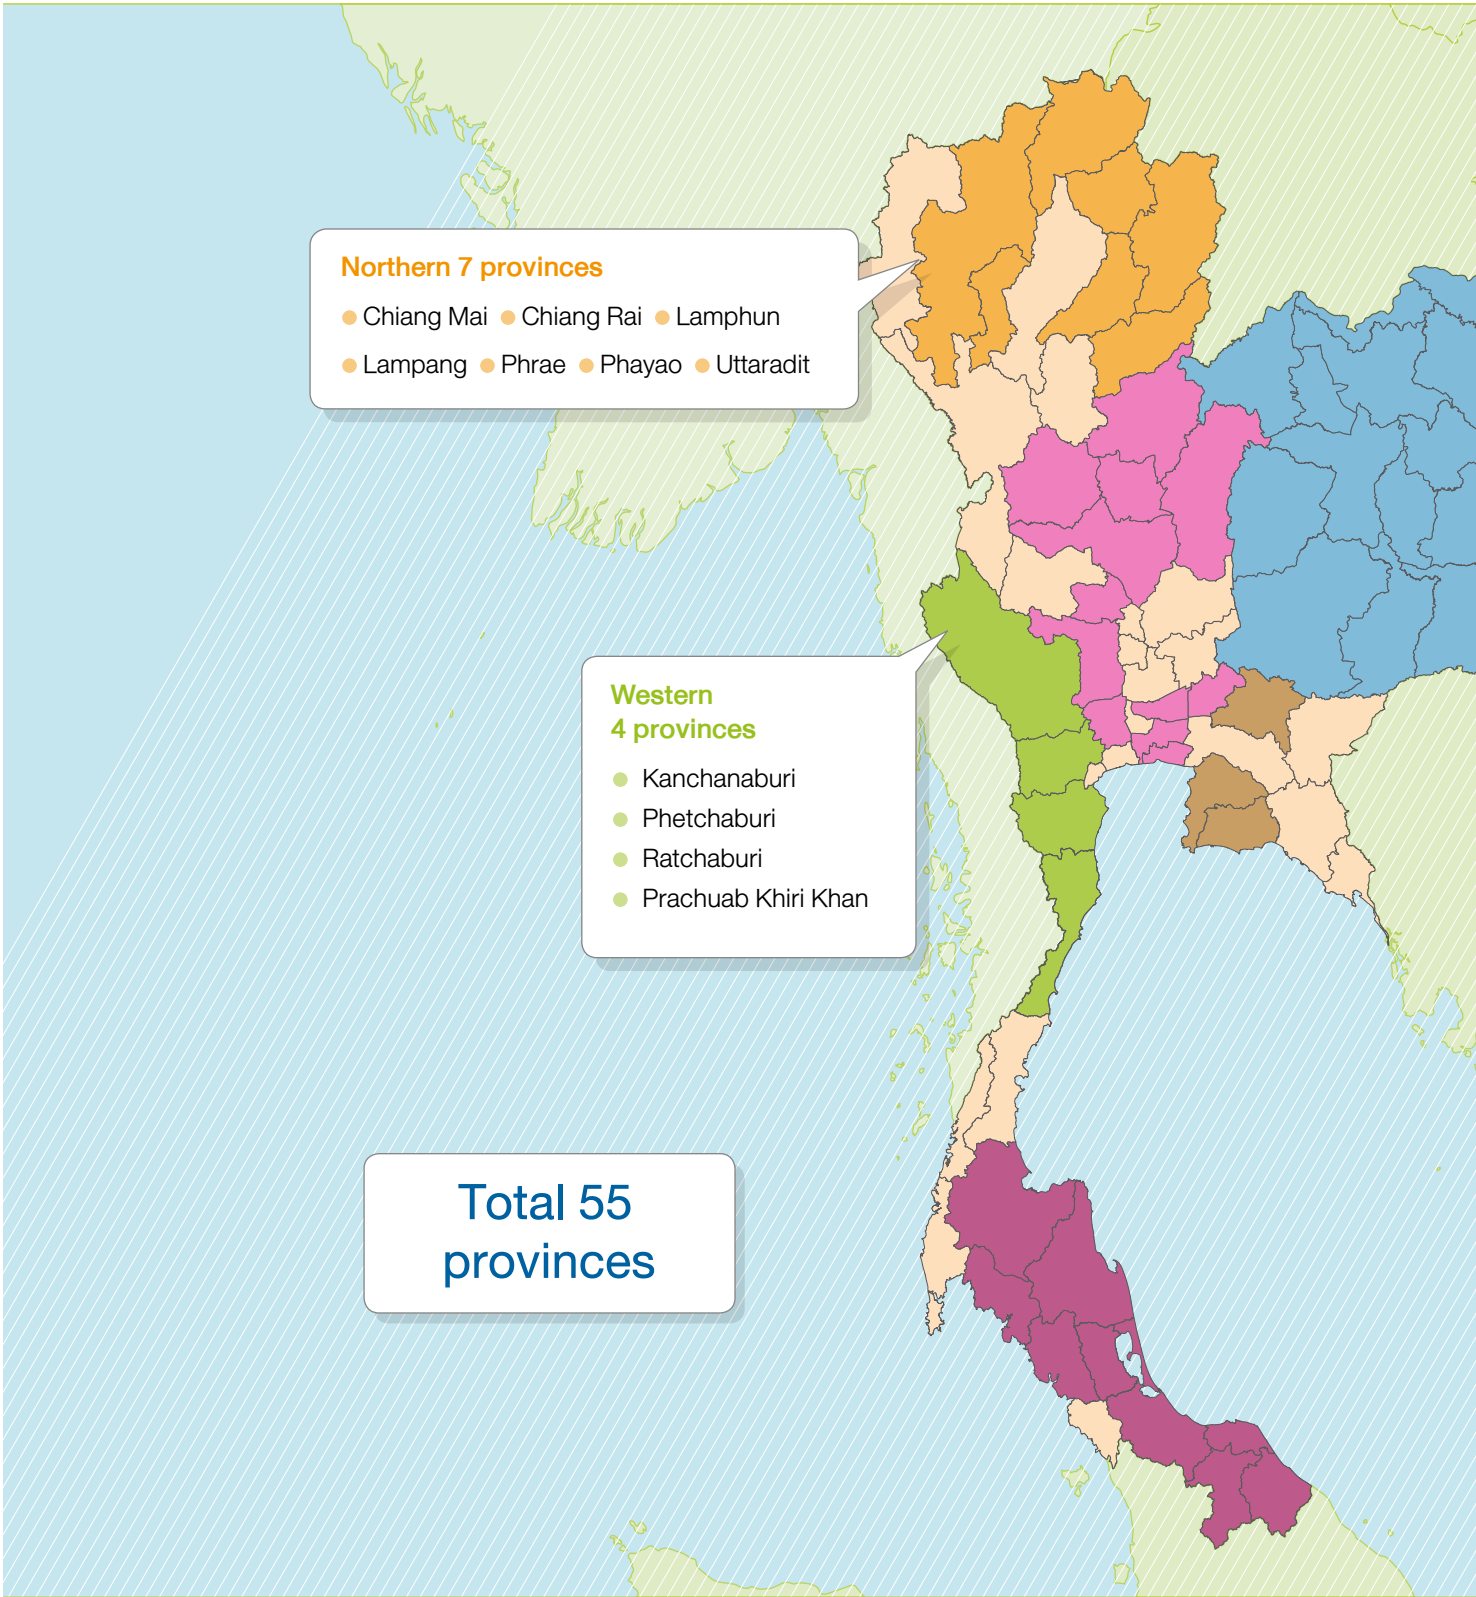 Northern 7 provinces
Chiang Mai Chiang Rai Lamphun
Lampang Phrae Phayao Uttaradit
Western
4 provinces
Kanchanaburi
Phetchaburi
Ratchaburi
Prachuab Khiri Khan
Total 55
provinces